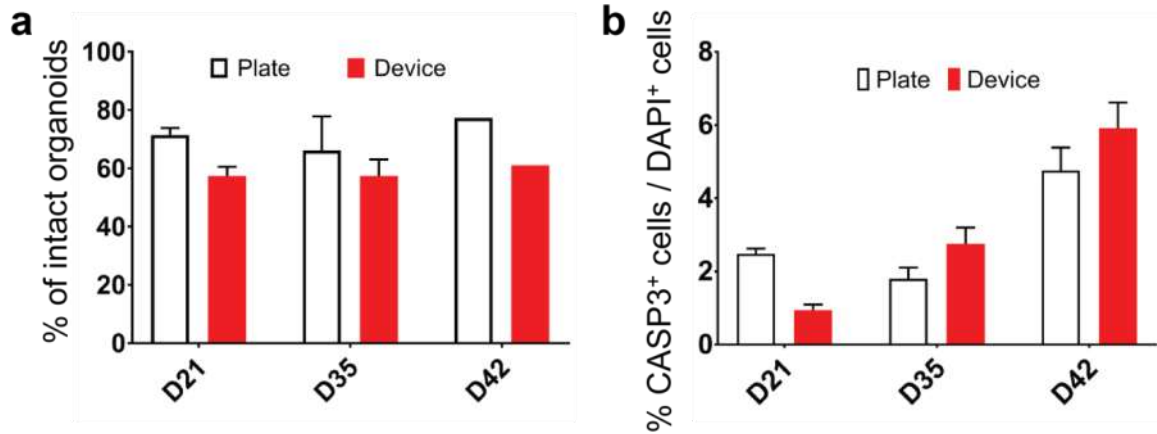 a
% of intact organoids
Plate Device
100
80
60
40
20
0
D21 D35 D42
b
% CASP3⁺ cells / DAPI⁺ cells
Plate Device
8
6
4
2
0
D21 D35 D42